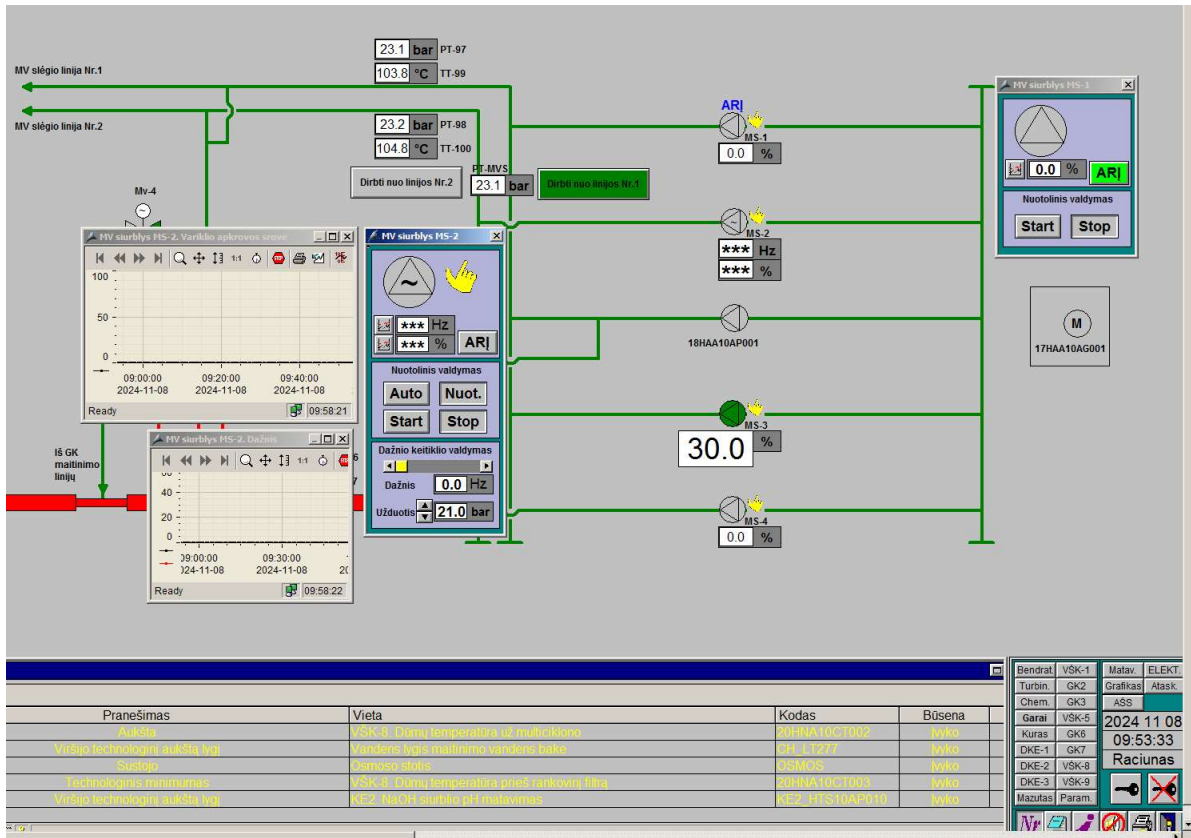 23.1 bar PT-97
MV slėgio linija Nr.1
103.8 °C TT-99
MV slėgio linija Nr.2
23.2 bar PT-98
104.8 °C TT-100
ARĮ
MS-1
0.0 %
MV siurblys MS-1
0.0 % ARĮ
Nuotolinis valdymas
Start Stop
Dirbti nuo linijos Nr.2
PT-MVS
23.1 bar
Dirbti nuo linijos Nr.1
Mv-4
~
MS-2
*** Hz
*** %
MV siurblys MS-2. Variklio apkrovos srovė
1:1
STOP
100
50
0
09:00:00 09:20:00 09:40:00
2024-11-08 2024-11-08 2024-11-08
Ready 09:58:21
MV siurblys MS-2
~
*** Hz
*** % ARĮ
Nuotolinis valdymas
Auto Nuot.
Start Stop
Dažnio keitiklio valdymas
Dažnis 0.0 Hz
Užduotis 21.0 bar
18HAA10AP001
M
17HAA10AG001
MS-3
30.0 %
MS-4
0.0 %
Iš GK
maitinimo
linijų
MV siurblys MS-2. Dažnis
1:1
40
20
0
09:00:00 09:30:00
2024-11-08
Ready 09:58:22
Pranešimas Vieta Kodas Būsena
Aukšta VŠK-8. Dūmų temperatūra už multiciklono 20HNA10CT002 Įvyko
Viršijo technologinį aukštą lygį Vandens lygis maitinimo vandens bake CH_LT277 Įvyko
Sustojo Osmoso stotis OSMOS Įvyko
Technologinis minimumas VŠK-8. Dūmų temperatūra prieš rankovinį filtrą 20HNA10CT003 Įvyko
Viršijo technologinį aukštą lygį KE2. NaOH siurblio pH matavimas KE2_HTS10AP010 Įvyko
Bendrat. VŠK-1 Matav. ELEKT.
Turbin. GK2 Grafikas Atask.
Chem. GK3 AŠS
Garai VŠK-5 2024 11 08
Kuras GK6 09:53:33
DKE-1 GK7 Raciunas
DKE-2 VŠK-8
DKE-3 VŠK-9
Mazutas Param.
Nr